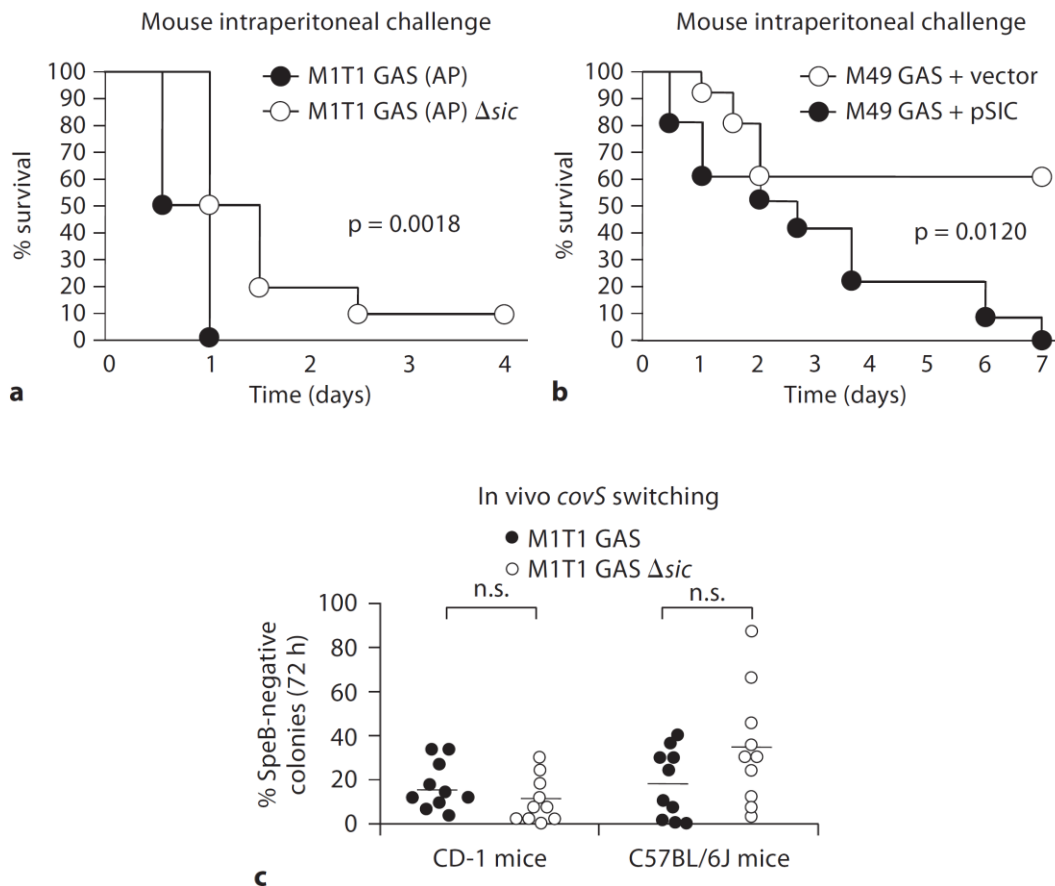 Mouse intraperitoneal challenge
100
90
80
70
60
50
40
30
20
10
0
% survival
M1T1 GAS (AP)
M1T1 GAS (AP) Δsic
p = 0.0018
0 1 2 3 4
Time (days)
a
Mouse intraperitoneal challenge
100
90
80
70
60
50
40
30
20
10
0
% survival
M49 GAS + vector
M49 GAS + pSIC
p = 0.0120
0 1 2 3 4 5 6 7
Time (days)
b
In vivo covS switching
M1T1 GAS
M1T1 GAS Δsic
n.s. n.s.
100
80
60
40
20
0
% SpeB-negative
colonies (72 h)
CD-1 mice C57BL/6J mice
c